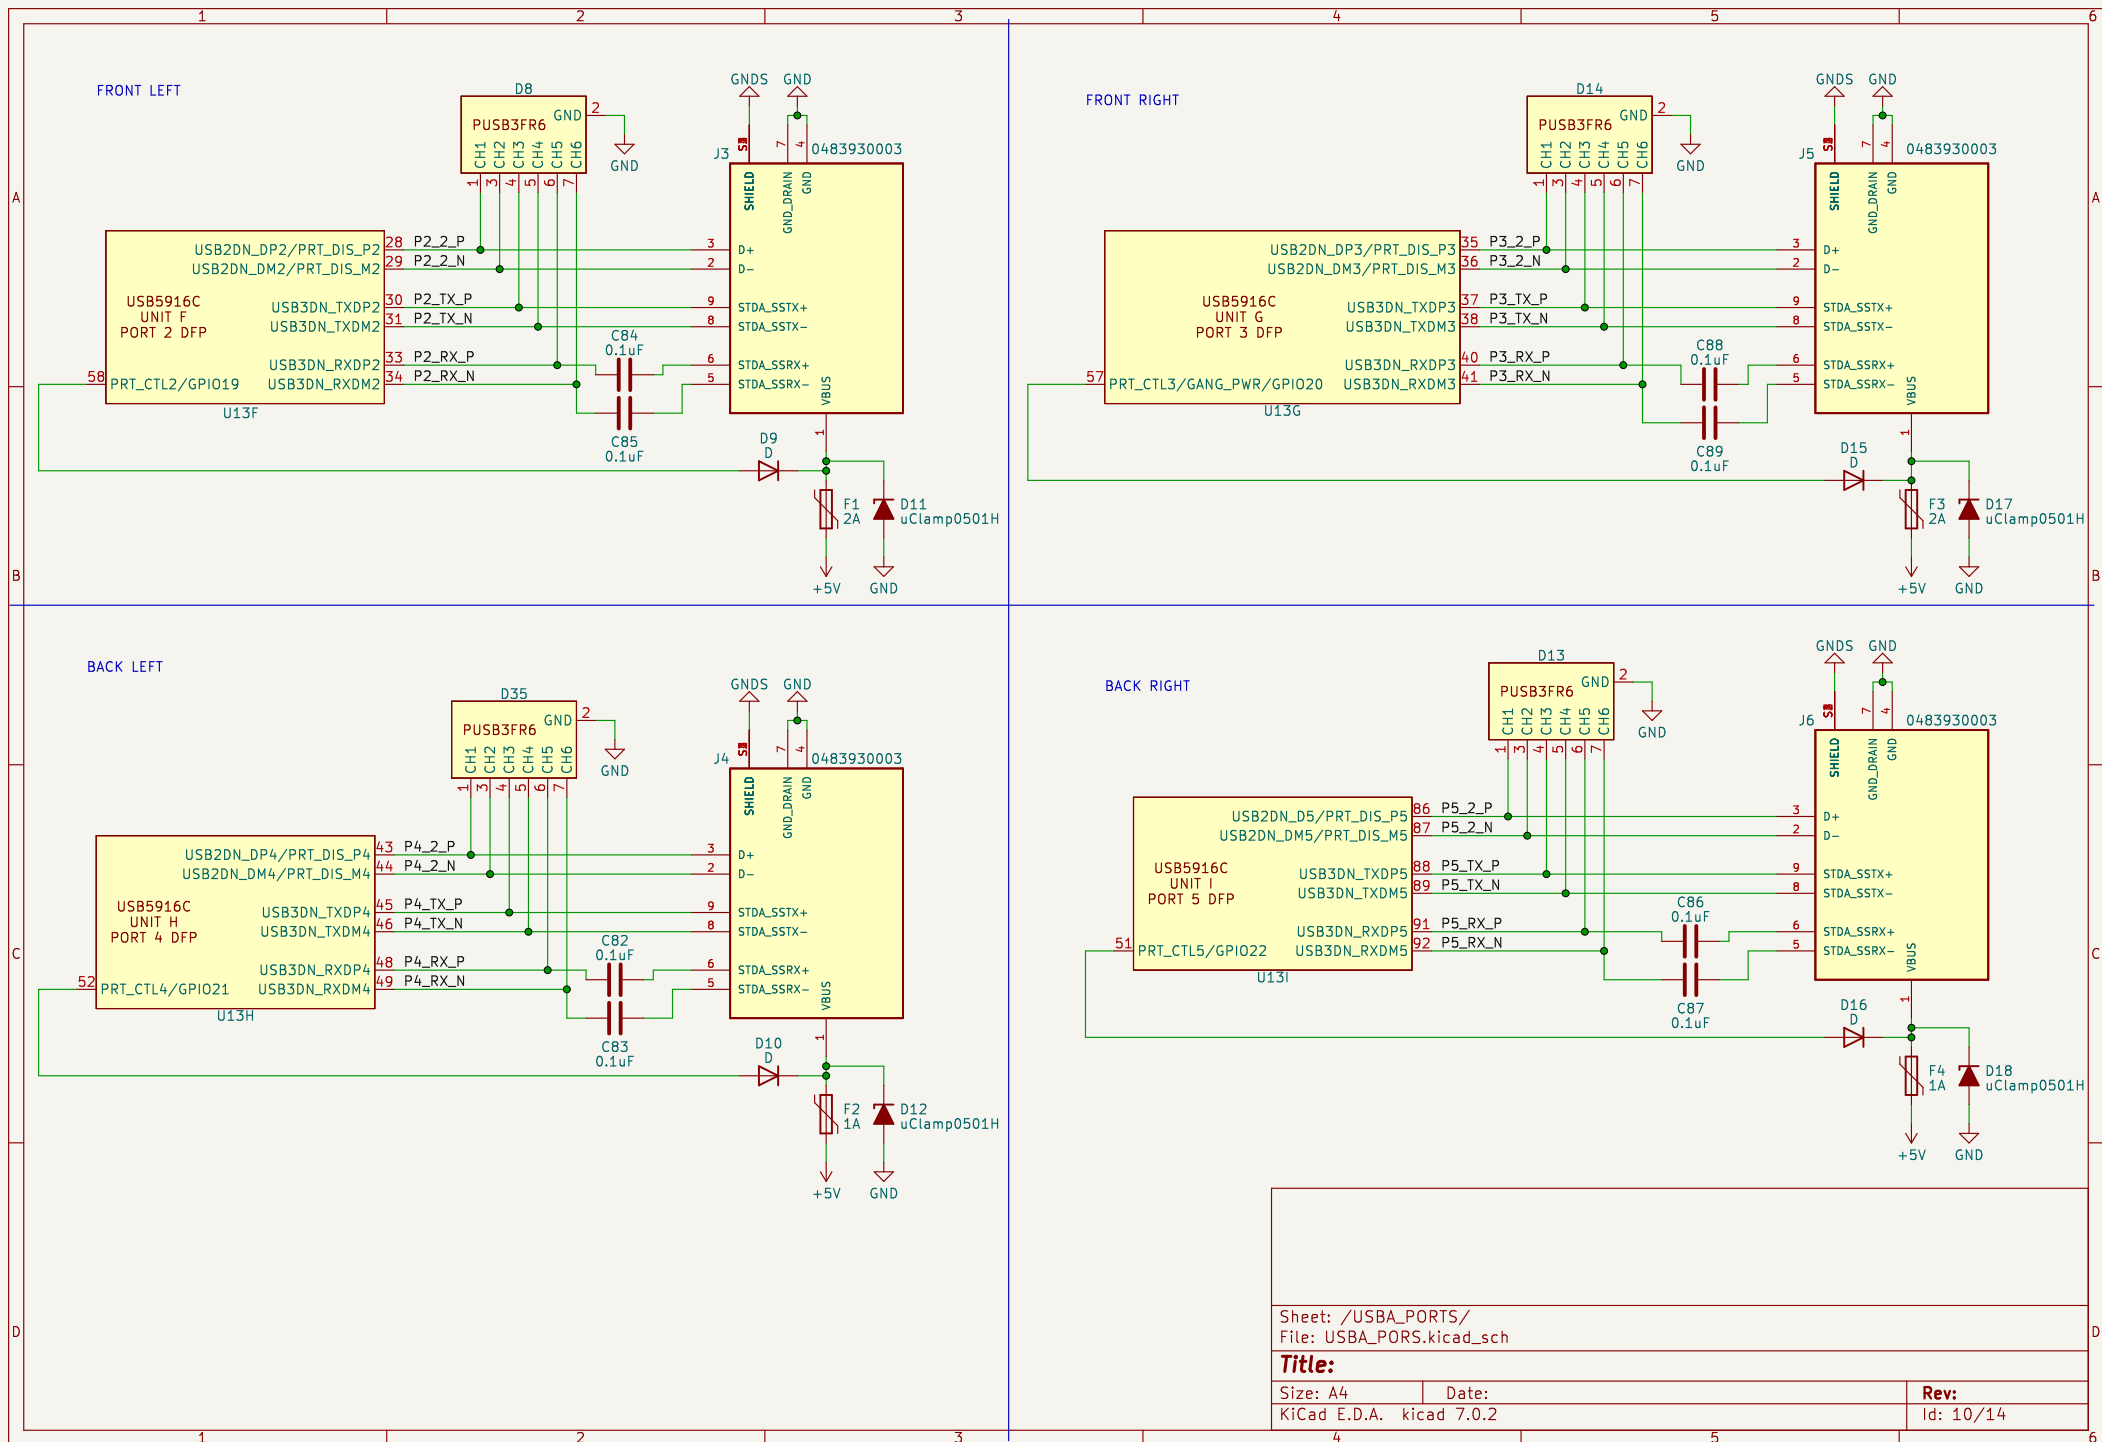 1 2 3 4 5 6
A
B
C
D
FRONT LEFT
D8
PUSB3FR6
GND 2
CH1 CH2 CH3 CH4 CH5 CH6
1 3 4 5 6 7
GND
GNDS GND
7 4
J3 0483930003
SHIELD GND_DRAIN GND
USB2DN_DP2/PRT_DIS_P2 28 P2_2_P 3 D+
USB2DN_DM2/PRT_DIS_M2 29 P2_2_N 2 D-
USB5916C
UNIT F
PORT 2 DFP
USB3DN_TXDP2 30 P2_TX_P 9 STDA_SSTX+
USB3DN_TXDM2 31 P2_TX_N 8 STDA_SSTX-
C84
0.1uF
USB3DN_RXDP2 33 P2_RX_P 6 STDA_SSRX+
58 PRT_CTL2/GPIO19 USB3DN_RXDM2 34 P2_RX_N 5 STDA_SSRX-
VBUS
1
U13F
C85
0.1uF
D9
D
F1
2A
D11
uClamp0501H
+5V GND
FRONT RIGHT
D14
PUSB3FR6
GND 2
CH1 CH2 CH3 CH4 CH5 CH6
1 3 4 5 6 7
GND
GNDS GND
7 4
J5 0483930003
SHIELD GND_DRAIN GND
USB2DN_DP3/PRT_DIS_P3 35 P3_2_P 3 D+
USB2DN_DM3/PRT_DIS_M3 36 P3_2_N 2 D-
USB5916C
UNIT G
PORT 3 DFP
USB3DN_TXDP3 37 P3_TX_P 9 STDA_SSTX+
USB3DN_TXDM3 38 P3_TX_N 8 STDA_SSTX-
C88
0.1uF
USB3DN_RXDP3 40 P3_RX_P 6 STDA_SSRX+
57 PRT_CTL3/GANG_PWR/GPIO20 USB3DN_RXDM3 41 P3_RX_N 5 STDA_SSRX-
VBUS
1
U13G
C89
0.1uF
D15
D
F3
2A
D17
uClamp0501H
+5V GND
BACK LEFT
D35
PUSB3FR6
GND 2
CH1 CH2 CH3 CH4 CH5 CH6
1 3 4 5 6 7
GND
GNDS GND
7 4
J4 0483930003
SHIELD GND_DRAIN GND
USB2DN_DP4/PRT_DIS_P4 43 P4_2_P 3 D+
USB2DN_DM4/PRT_DIS_M4 44 P4_2_N 2 D-
USB5916C
UNIT H
PORT 4 DFP
USB3DN_TXDP4 45 P4_TX_P 9 STDA_SSTX+
USB3DN_TXDM4 46 P4_TX_N 8 STDA_SSTX-
C82
0.1uF
USB3DN_RXDP4 48 P4_RX_P 6 STDA_SSRX+
52 PRT_CTL4/GPIO21 USB3DN_RXDM4 49 P4_RX_N 5 STDA_SSRX-
VBUS
1
U13H
C83
0.1uF
D10
D
F2
1A
D12
uClamp0501H
+5V GND
BACK RIGHT
D13
PUSB3FR6
GND 2
CH1 CH2 CH3 CH4 CH5 CH6
1 3 4 5 6 7
GND
GNDS GND
7 4
J6 0483930003
SHIELD GND_DRAIN GND
USB2DN_D5/PRT_DIS_P5 86 P5_2_P 3 D+
USB2DN_DM5/PRT_DIS_M5 87 P5_2_N 2 D-
USB5916C
UNIT I
PORT 5 DFP
USB3DN_TXDP5 88 P5_TX_P 9 STDA_SSTX+
USB3DN_TXDM5 89 P5_TX_N 8 STDA_SSTX-
C86
0.1uF
USB3DN_RXDP5 91 P5_RX_P 6 STDA_SSRX+
51 PRT_CTL5/GPIO22 USB3DN_RXDM5 92 P5_RX_N 5 STDA_SSRX-
VBUS
1
U13I
C87
0.1uF
D16
D
F4
1A
D18
uClamp0501H
+5V GND
Sheet: /USBA_PORTS/
File: USBA_PORS.kicad_sch
Title:
Size: A4 Date: Rev:
KiCad E.D.A. kicad 7.0.2 Id: 10/14
A
B
C
D
1 2 3 4 5 6